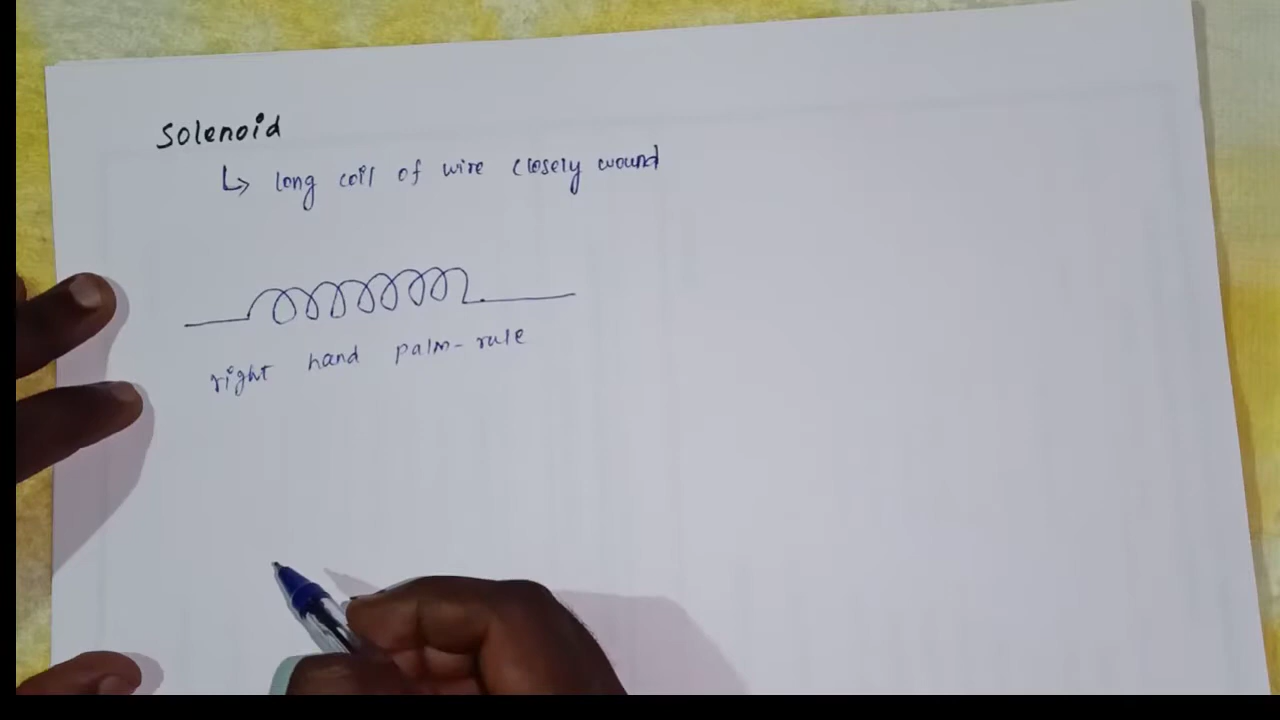 Solenoid
↳ long coil of wire closely wound
right hand palm-rule